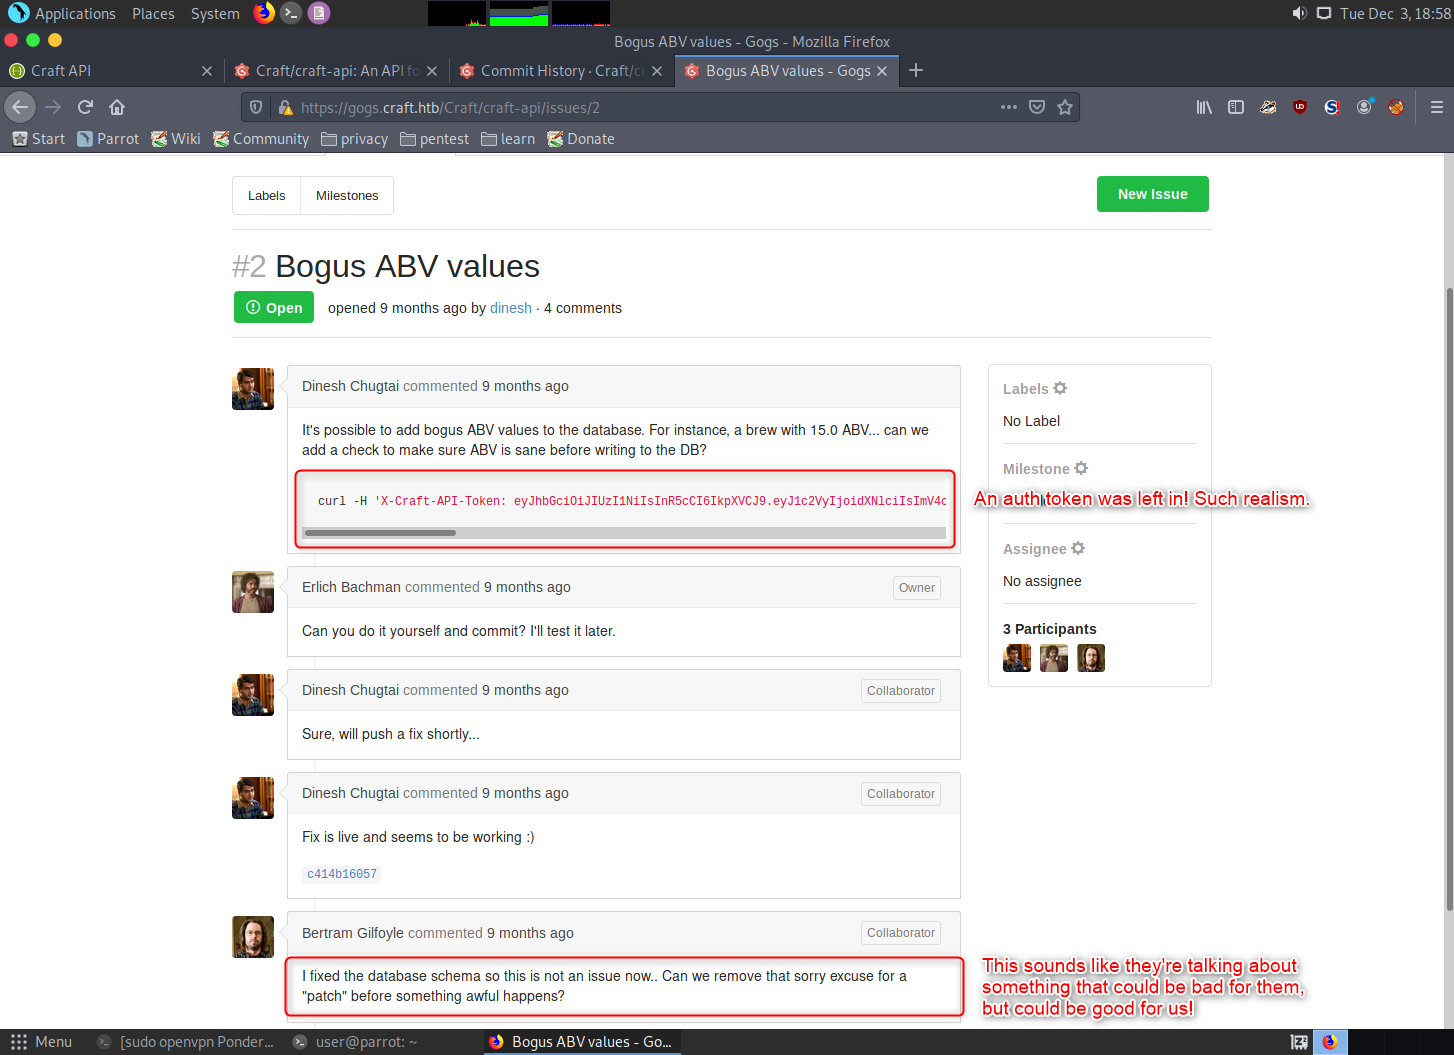 Applications Places System Tue Dec 3, 18:58
Bogus ABV values - Gogs - Mozilla Firefox
Craft API Craft/craft-api: An API fo Commit History · Craft/cr Bogus ABV values - Gogs
https://gogs.craft.htb/Craft/craft-api/issues/2
Start Parrot Wiki Community privacy pentest learn Donate
Labels Milestones New Issue
#2 Bogus ABV values
Open opened 9 months ago by dinesh · 4 comments
Dinesh Chugtai commented 9 months ago
It's possible to add bogus ABV values to the database. For instance, a brew with 15.0 ABV... can we
add a check to make sure ABV is sane before writing to the DB?
curl -H 'X-Craft-API-Token: eyJhbGciOiJIUzI1NiIsInR5cCI6IkpXVCJ9.eyJ1c2VyIjoidXNlciIsImV4c
Labels
No Label
Milestone
An auth token was left in! Such realism.
Assignee
No assignee
3 Participants
Erlich Bachman commented 9 months ago Owner
Can you do it yourself and commit? I'll test it later.
Dinesh Chugtai commented 9 months ago Collaborator
Sure, will push a fix shortly...
Dinesh Chugtai commented 9 months ago Collaborator
Fix is live and seems to be working :)
c414b16057
Bertram Gilfoyle commented 9 months ago Collaborator
I fixed the database schema so this is not an issue now.. Can we remove that sorry excuse for a
"patch" before something awful happens?
This sounds like they're talking about
something that could be bad for them,
but could be good for us!
Menu [sudo openvpn Ponder... user@parrot: ~ Bogus ABV values - Go...